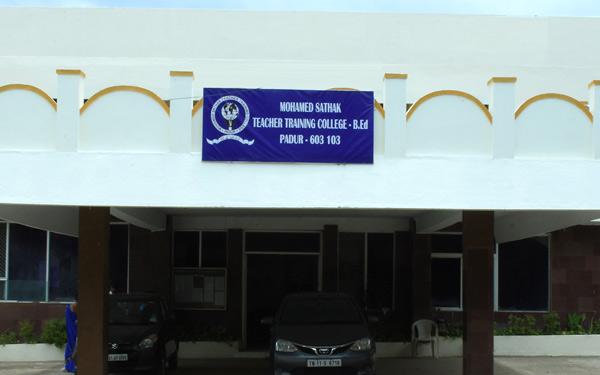 MOHAMED SATHAK
TEACHER TRAINING COLLEGE - B.Ed
PADUR - 603 103